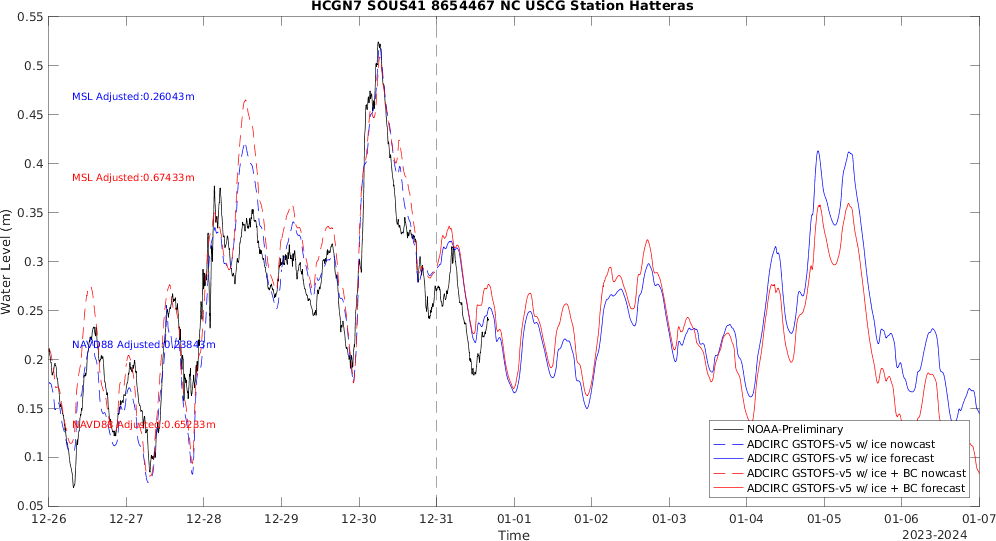 HCGN7 SOUS41 8654467 NC USCG Station Hatteras
0.55
0.5
0.45
0.4
0.35
0.3
0.25
0.2
0.15
0.1
0.05
Water Level (m)
MSL Adjusted:0.26043m
MSL Adjusted:0.67433m
NAVD88 Adjusted:0.23843m
NAVD88 Adjusted:0.65233m
NOAA-Preliminary
ADCIRC GSTOFS-v5 w/ ice nowcast
ADCIRC GSTOFS-v5 w/ ice forecast
ADCIRC GSTOFS-v5 w/ ice + BC nowcast
ADCIRC GSTOFS-v5 w/ ice + BC forecast
12-26 12-27 12-28 12-29 12-30 12-31 01-01 01-02 01-03 01-04 01-05 01-06 01-07
Time
2023-2024